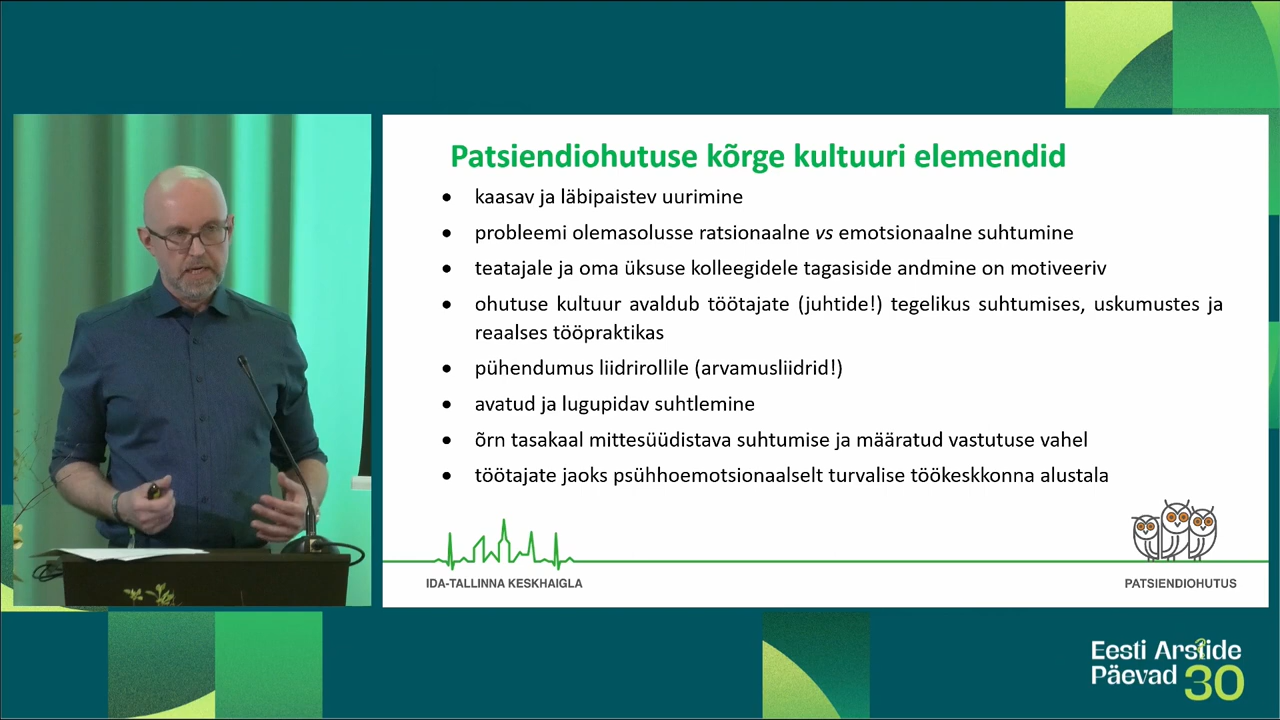 Patsiendiohutuse kõrge kultuuri elemendid
• kaasav ja läbipaistev uurimine
• probleemi olemasolusse ratsionaalne vs emotsionaalne suhtumine
• teatajale ja oma üksuse kolleegidele tagasiside andmine on motiveeriv
• ohutuse kultuur avaldub töötajate (juhtide!) tegelikus suhtumises, uskumustes ja
reaalses tööpraktikas
• pühendumus liidrirollile (arvamusliidrid!)
• avatud ja lugupidav suhtlemine
• õrn tasakaal mittesüüdistava suhtumise ja määratud vastutuse vahel
• töötajate jaoks psühhoemotsionaalselt turvalise töökeskkonna alustala
IDA-TALLINNA KESKHAIGLA
PATSIENDIOHUTUS
Eesti Arstide
Päevad 30